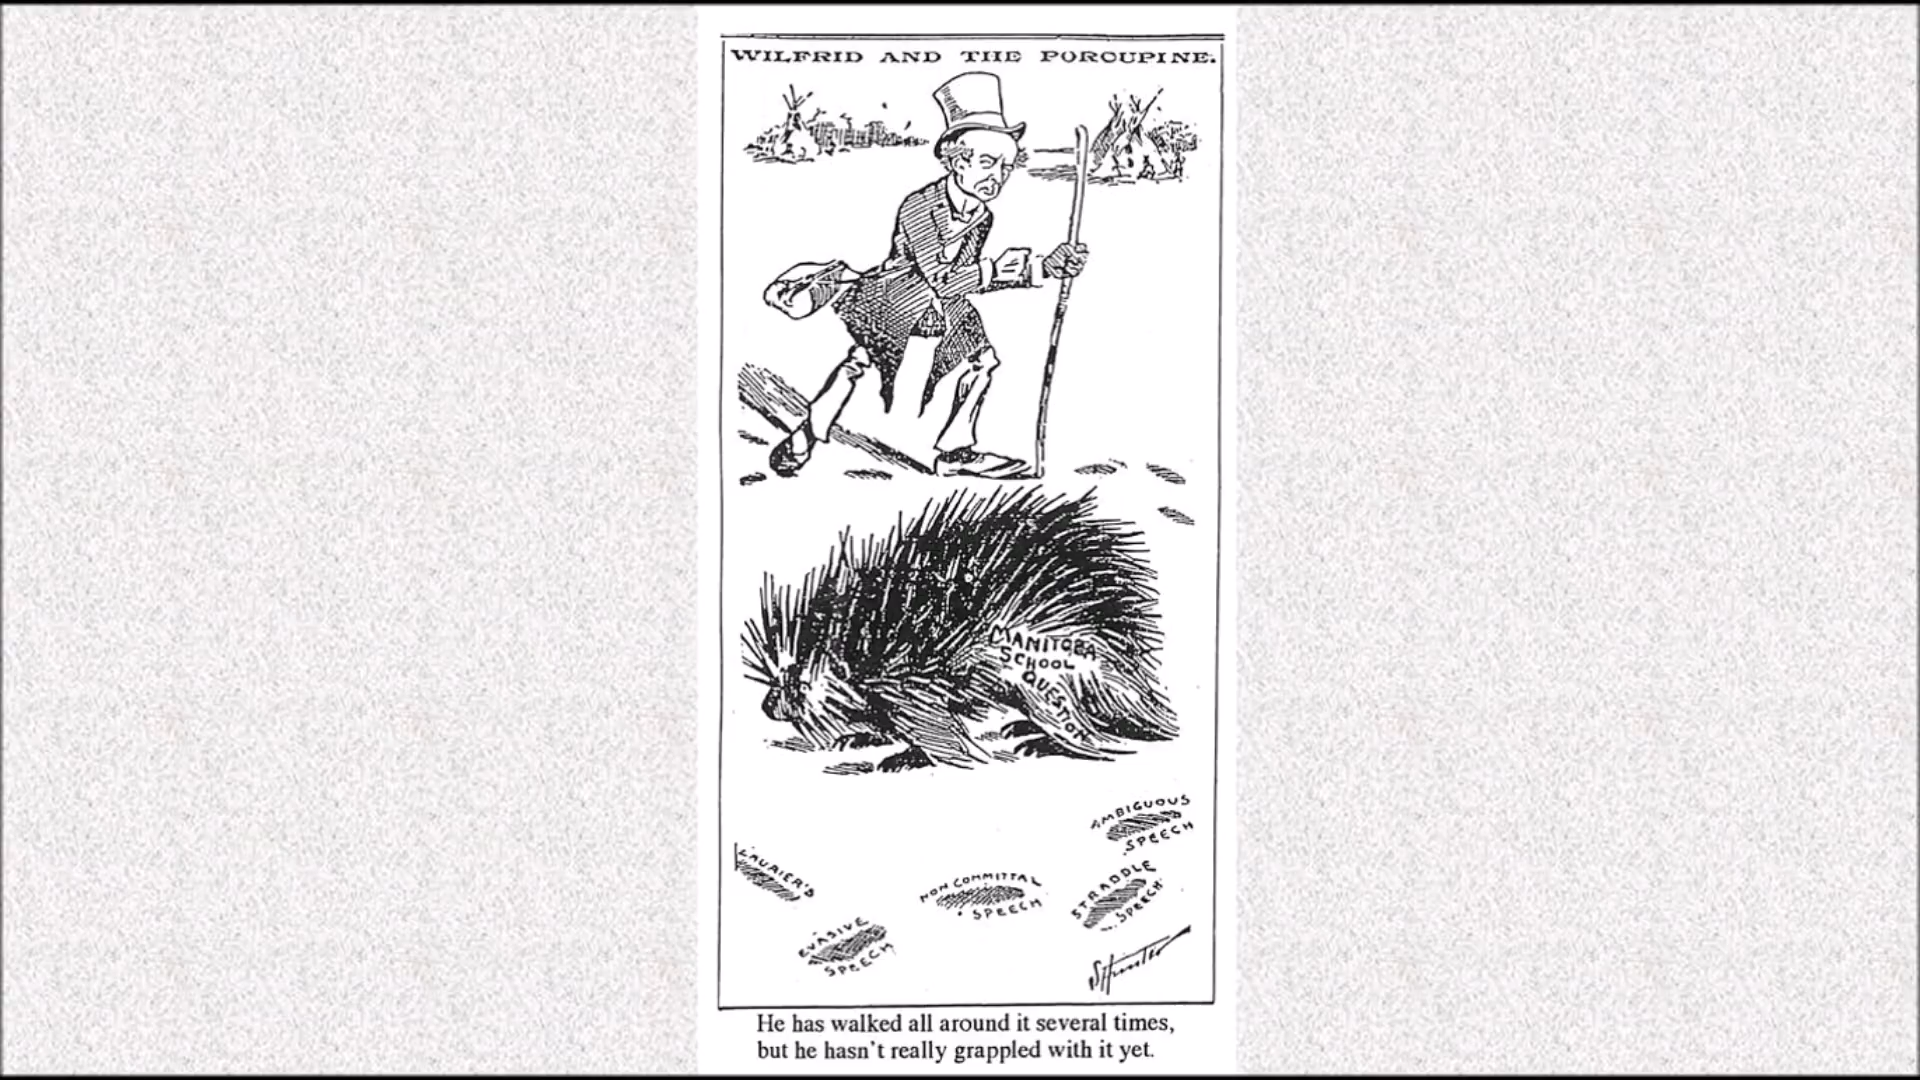 WILFRID AND THE PORCUPINE.
MANITOBA
SCHOOL
QUESTION
AMBIGUOUS
SPEECH
LAURIER'S
NON COMMITTAL
SPEECH
STRADDLE
SPEECH
EVASIVE
SPEECH
SHunter
He has walked all around it several times,
but he hasn't really grappled with it yet.